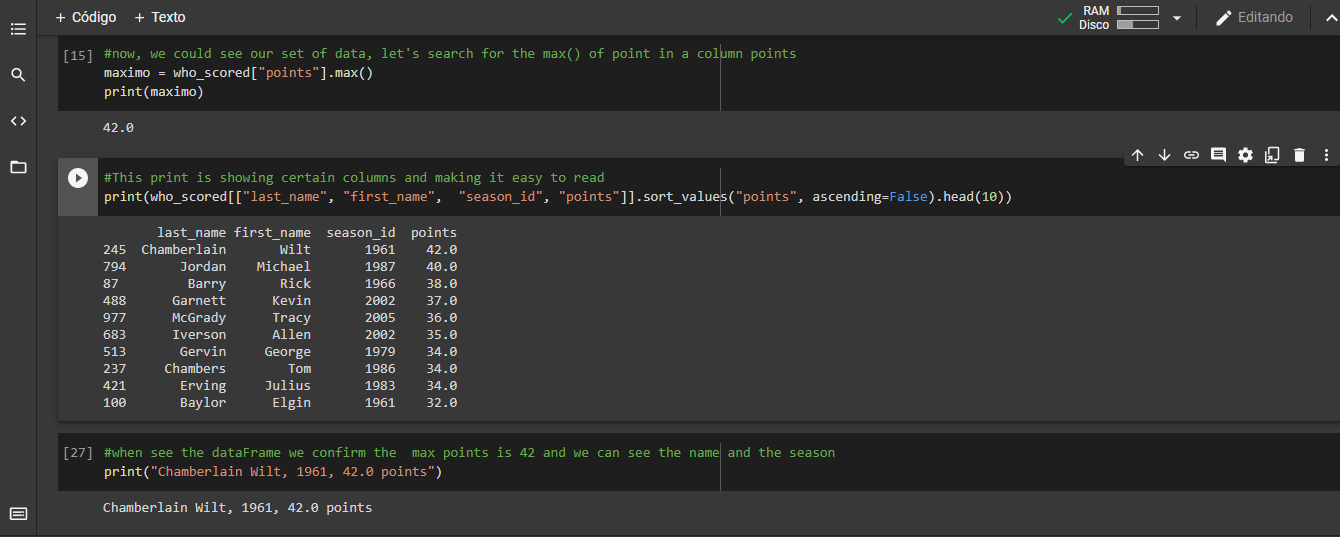 + Código + Texto
RAM
Disco
Editando
[15] #now, we could see our set of data, let's search for the max() of point in a column points
maximo = who_scored["points"].max()
print(maximo)
42.0
#This print is showing certain columns and making it easy to read
print(who_scored[["last_name", "first_name",  "season_id", "points"]].sort_values("points", ascending=False).head(10))
last_name first_name season_id points
245 Chamberlain Wilt 1961 42.0
794 Jordan Michael 1987 40.0
87 Barry Rick 1966 38.0
488 Garnett Kevin 2002 37.0
977 McGrady Tracy 2005 36.0
683 Iverson Allen 2002 35.0
513 Gervin George 1979 34.0
237 Chambers Tom 1986 34.0
421 Erving Julius 1983 34.0
100 Baylor Elgin 1961 32.0
[27] #when see the dataFrame we confirm the  max points is 42 and we can see the name and the season
print("Chamberlain Wilt, 1961, 42.0 points")
Chamberlain Wilt, 1961, 42.0 points